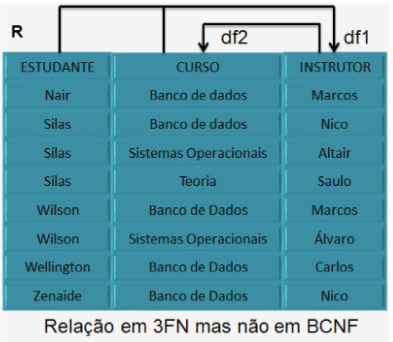 R df2 df1
ESTUDANTE CURSO INSTRUTOR
Nair Banco de dados Marcos
Silas Banco de dados Nico
Silas Sistemas Operacionais Altair
Silas Teoria Saulo
Wilson Banco de Dados Marcos
Wilson Sistemas Operacionais Álvaro
Wellington Banco de Dados Carlos
Zenaide Banco de Dados Nico
Relação em 3FN mas não em BCNF